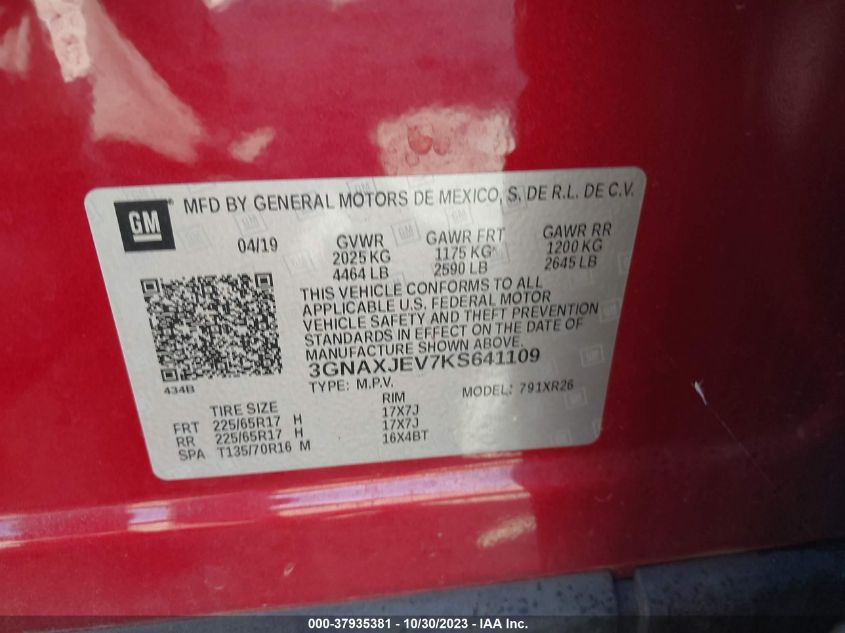 GM MFD BY GENERAL MOTORS DE MEXICO, S. DE R.L. DE C.V.
04/19 GVWR GAWR FRT GAWR RR
2025 KG 1175 KG 1200 KG
4464 LB 2590 LB 2645 LB
THIS VEHICLE CONFORMS TO ALL
APPLICABLE U.S. FEDERAL MOTOR
VEHICLE SAFETY AND THEFT PREVENTION
STANDARDS IN EFFECT ON THE DATE OF
MANUFACTURE SHOWN ABOVE.
3GNAXJEV7KS641109
434B
TYPE: M.P.V. MODEL: 791XR26
TIRE SIZE RIM
FRT 225/65R17 H 17X7J
RR 225/65R17 H 17X7J
SPA T135/70R16 M 16X4BT
000-37935381 - 10/30/2023 - IAA Inc.